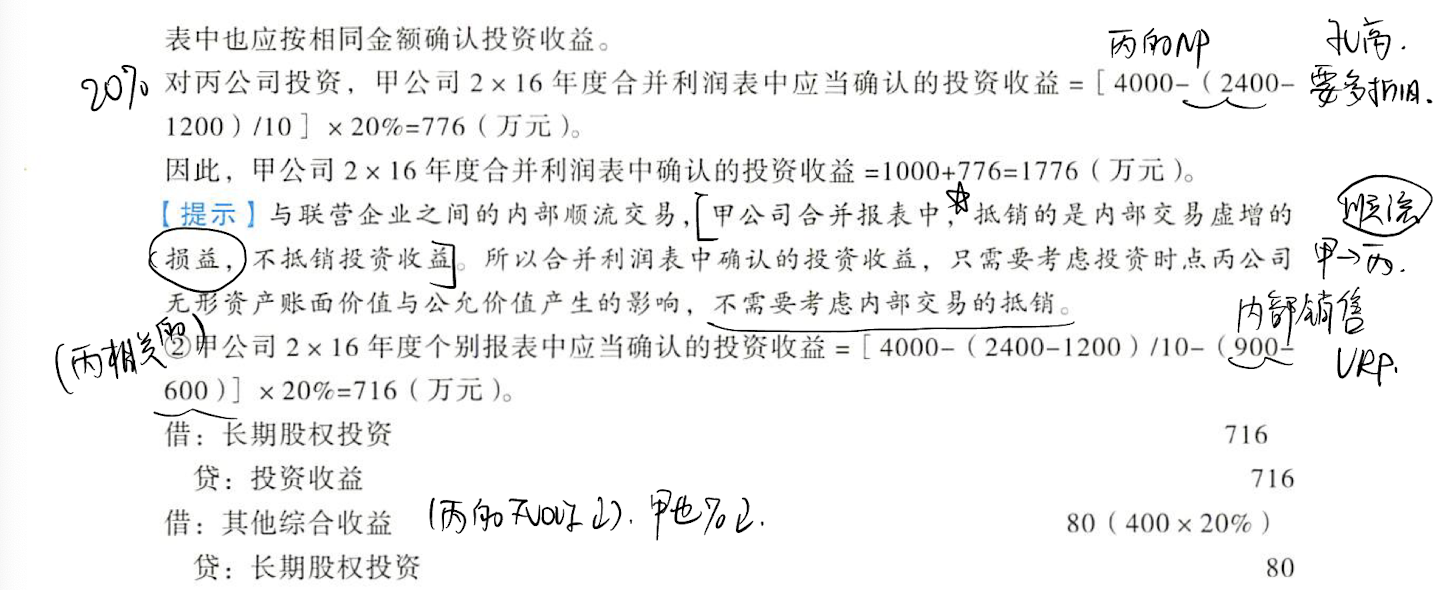 表中也应按相同金额确认投资收益。
丙的NP
20%
对丙公司投资，甲公司 2×16 年度合并利润表中应当确认的投资收益 =［4000-（2400-
要多折旧.
1200）/10］×20%=776（万元）。
因此，甲公司 2×16 年度合并利润表中确认的投资收益 =1000+776=1776（万元）。
【提示】与联营企业之间的内部顺流交易，[甲公司合并报表中，☆抵销的是内部交易虚增的
顺流
损益，不抵销投资收益]。所以合并利润表中确认的投资收益，只需要考虑投资时点丙公司
甲→丙.
无形资产账面价值与公允价值产生的影响，不需要考虑内部交易的抵销。
内部销售
(丙相关的)
②甲公司 2×16 年度个别报表中应当确认的投资收益 =［4000-（2400-1200）/10-（900-
URP.
600）］×20%=716（万元）。
借：长期股权投资 716
贷：投资收益 716
借：其他综合收益 80（400×20%）
甲也%↓.
贷：长期股权投资 80